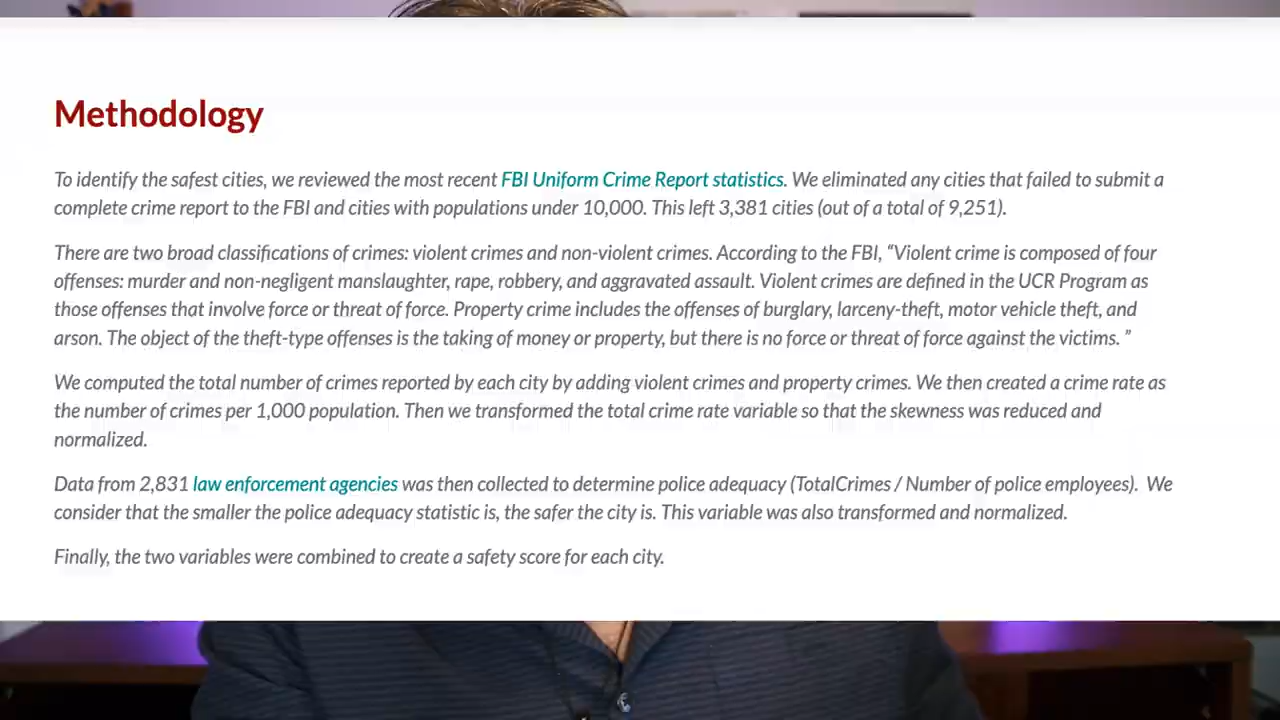 Methodology
To identify the safest cities, we reviewed the most recent FBI Uniform Crime Report statistics. We eliminated any cities that failed to submit a
complete crime report to the FBI and cities with populations under 10,000. This left 3,381 cities (out of a total of 9,251).
There are two broad classifications of crimes: violent crimes and non-violent crimes. According to the FBI, “Violent crime is composed of four
offenses: murder and non-negligent manslaughter, rape, robbery, and aggravated assault. Violent crimes are defined in the UCR Program as
those offenses that involve force or threat of force. Property crime includes the offenses of burglary, larceny-theft, motor vehicle theft, and
arson. The object of the theft-type offenses is the taking of money or property, but there is no force or threat of force against the victims. ”
We computed the total number of crimes reported by each city by adding violent crimes and property crimes. We then created a crime rate as
the number of crimes per 1,000 population. Then we transformed the total crime rate variable so that the skewness was reduced and
normalized.
Data from 2,831 law enforcement agencies was then collected to determine police adequacy (TotalCrimes / Number of police employees). We
consider that the smaller the police adequacy statistic is, the safer the city is. This variable was also transformed and normalized.
Finally, the two variables were combined to create a safety score for each city.